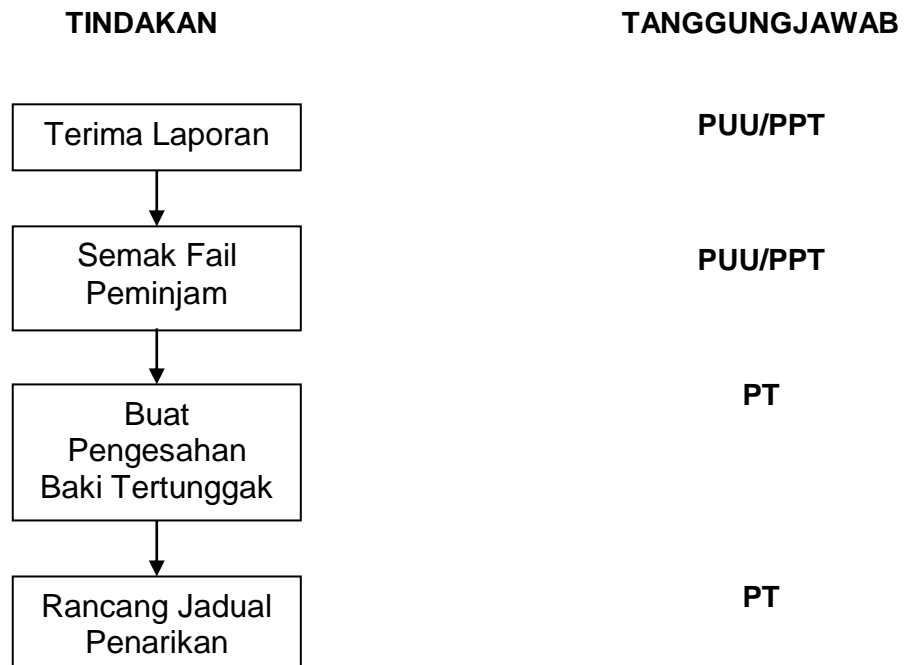 TINDAKAN TANGGUNGJAWAB
Terima Laporan PUU/PPT
Semak Fail
Peminjam
PUU/PPT
Buat
Pengesahan
Baki Tertunggak
PT
Rancang Jadual
Penarikan
PT